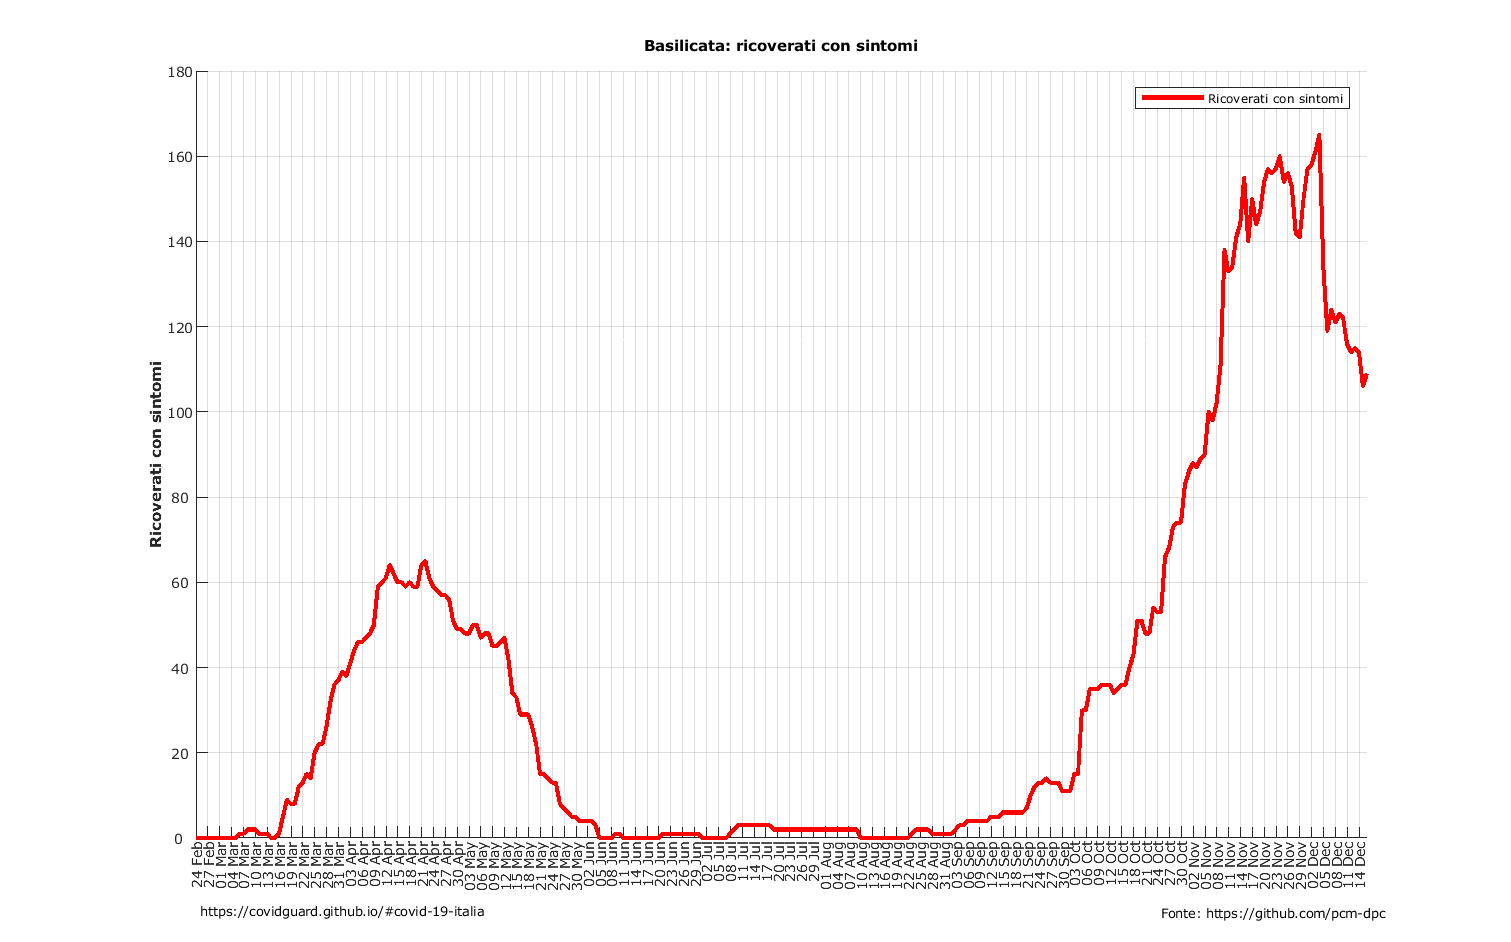 Basilicata: ricoverati con sintomi
Ricoverati con sintomi
Ricoverati con sintomi
180
160
140
120
100
80
60
40
20
0
24 Feb
27 Feb
01 Mar
04 Mar
07 Mar
10 Mar
13 Mar
16 Mar
19 Mar
22 Mar
25 Mar
28 Mar
31 Mar
03 Apr
06 Apr
09 Apr
12 Apr
15 Apr
18 Apr
21 Apr
24 Apr
27 Apr
30 Apr
03 May
06 May
09 May
12 May
15 May
18 May
21 May
24 May
27 May
30 May
02 Jun
05 Jun
08 Jun
11 Jun
14 Jun
17 Jun
20 Jun
23 Jun
26 Jun
29 Jun
02 Jul
05 Jul
08 Jul
11 Jul
14 Jul
17 Jul
20 Jul
23 Jul
26 Jul
29 Jul
01 Aug
04 Aug
07 Aug
10 Aug
13 Aug
16 Aug
19 Aug
22 Aug
25 Aug
28 Aug
31 Aug
03 Sep
06 Sep
09 Sep
12 Sep
15 Sep
18 Sep
21 Sep
24 Sep
27 Sep
30 Sep
03 Oct
06 Oct
09 Oct
12 Oct
15 Oct
18 Oct
21 Oct
24 Oct
27 Oct
30 Oct
02 Nov
05 Nov
08 Nov
11 Nov
14 Nov
17 Nov
20 Nov
23 Nov
26 Nov
29 Nov
02 Dec
05 Dec
08 Dec
11 Dec
14 Dec
https://covidguard.github.io/#covid-19-italia
Fonte: https://github.com/pcm-dpc